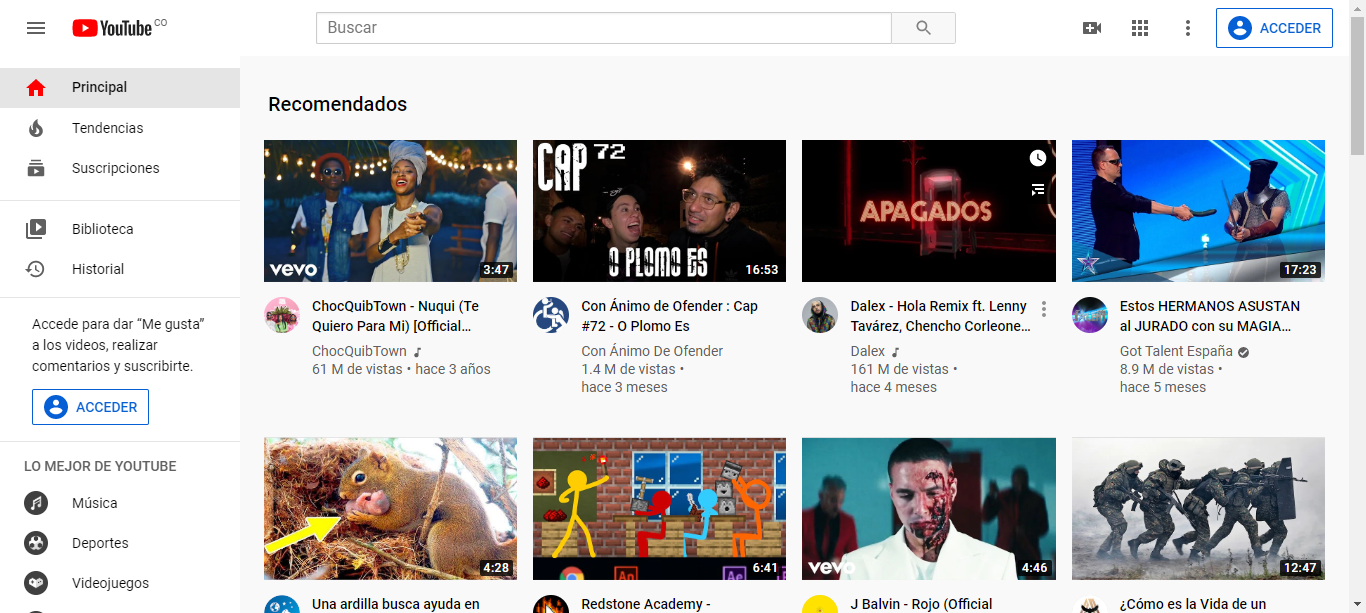 YouTube CO
Buscar
ACCEDER
Principal
Tendencias
Suscripciones
Biblioteca
Historial
Accede para dar “Me gusta”
a los videos, realizar
comentarios y suscribirte.
ACCEDER
LO MEJOR DE YOUTUBE
Música
Deportes
Videojuegos
Recomendados
vevo
3:47
ChocQuibTown - Nuqui (Te
Quiero Para Mi) [Official...
ChocQuibTown
61 M de vistas • hace 3 años
CAP 72
O PLOMO ES
16:53
Con Ánimo de Ofender : Cap
#72 - O Plomo Es
Con Ánimo De Ofender
1.4 M de vistas •
hace 3 meses
APAGADOS
Dalex - Hola Remix ft. Lenny
Tavárez, Chencho Corleone...
Dalex
161 M de vistas •
hace 4 meses
17:23
Estos HERMANOS ASUSTAN
al JURADO con su MAGIA...
Got Talent España
8.9 M de vistas •
hace 5 meses
4:28
Una ardilla busca ayuda en
An
Ae
6:41
Redstone Academy -
vevo
4:46
J Balvin - Rojo (Official
12:47
¿Cómo es la Vida de un